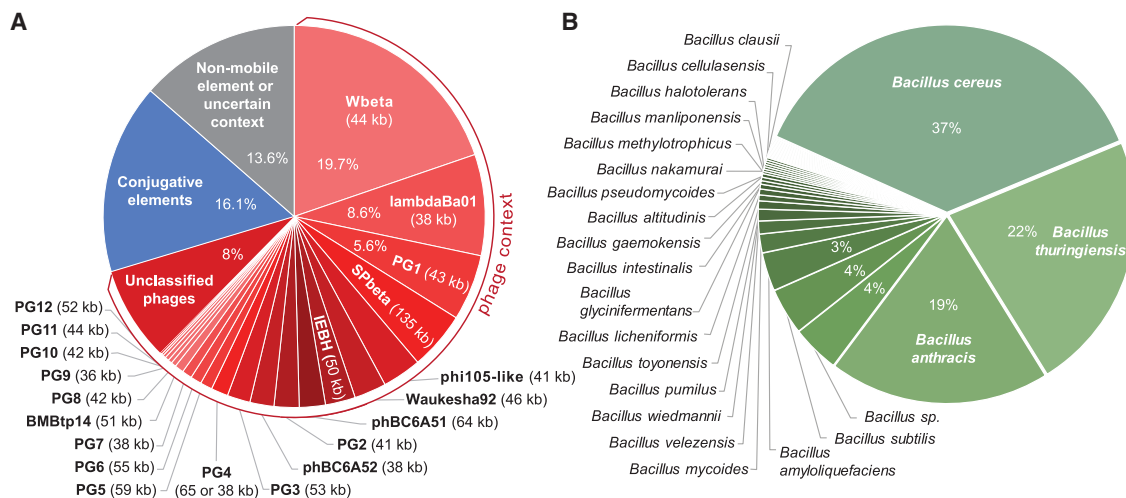 A
Non-mobile
element or
uncertain
context
13.6%
Wbeta
(44 kb)
19.7%
lambdaBa01
(38 kb)
8.6%
5.6%
PG1 (43 kb)
SPbeta (135 kb)
IEBH (50 kb)
phage context
Conjugative
elements
16.1%
8%
Unclassified
phages
PG12 (52 kb)
PG11 (44 kb)
PG10 (42 kb)
PG9 (36 kb)
PG8 (42 kb)
BMBtp14 (51 kb)
PG7 (38 kb)
PG6 (55 kb)
PG5 (59 kb)
PG4
(65 or 38 kb)
PG3 (53 kb)
phBC6A52 (38 kb)
PG2 (41 kb)
phBC6A51 (64 kb)
Waukesha92 (46 kb)
phi105-like (41 kb)
B
Bacillus clausii
Bacillus cellulasensis
Bacillus halotolerans
Bacillus manliponensis
Bacillus methylotrophicus
Bacillus nakamurai
Bacillus pseudomycoides
Bacillus altitudinis
Bacillus gaemokensis
Bacillus intestinalis
Bacillus
glycinifermentans
Bacillus licheniformis
Bacillus toyonensis
Bacillus pumilus
Bacillus wiedmannii
Bacillus velezensis
Bacillus mycoides
Bacillus
amyloliquefaciens
Bacillus subtilis
Bacillus sp.
Bacillus cereus
37%
22%
Bacillus
thuringiensis
19%
Bacillus
anthracis
3%
4%
4%